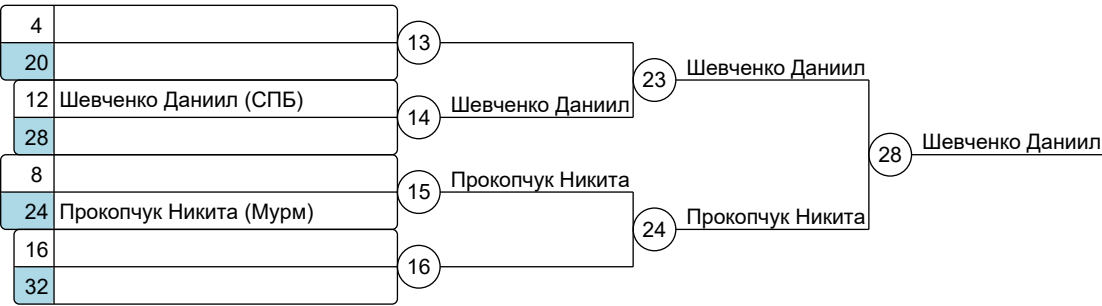 4
20
12 Шевченко Даниил (СПБ)
28
8
24 Прокопчук Никита (Мурм)
16
32
13
14
15
16
Шевченко Даниил
Прокопчук Никита
23
24
Шевченко Даниил
Прокопчук Никита
28
Шевченко Даниил